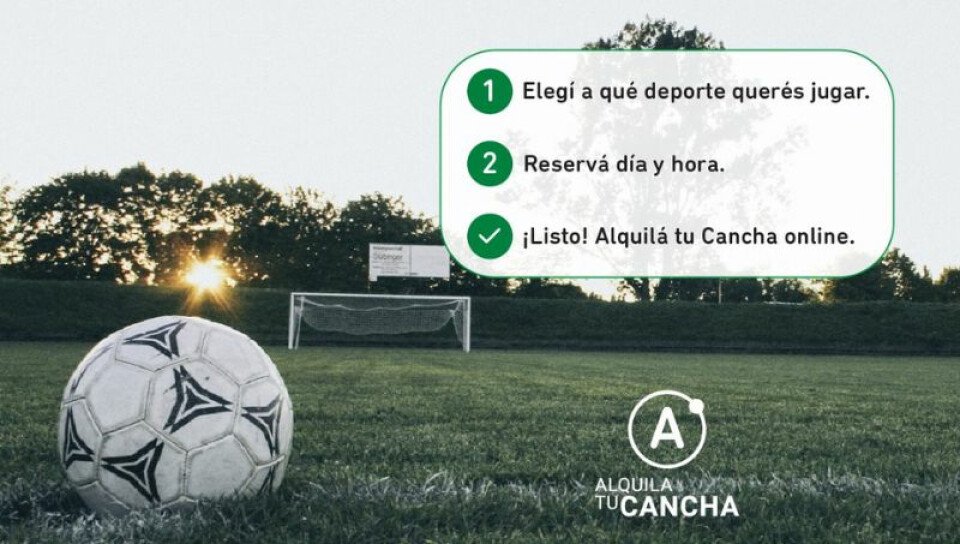 1 Elegí a qué deporte querés jugar.
2 Reservá día y hora.
¡Listo! Alquilá tu Cancha online.
A
ALQUILA
TU CANCHA